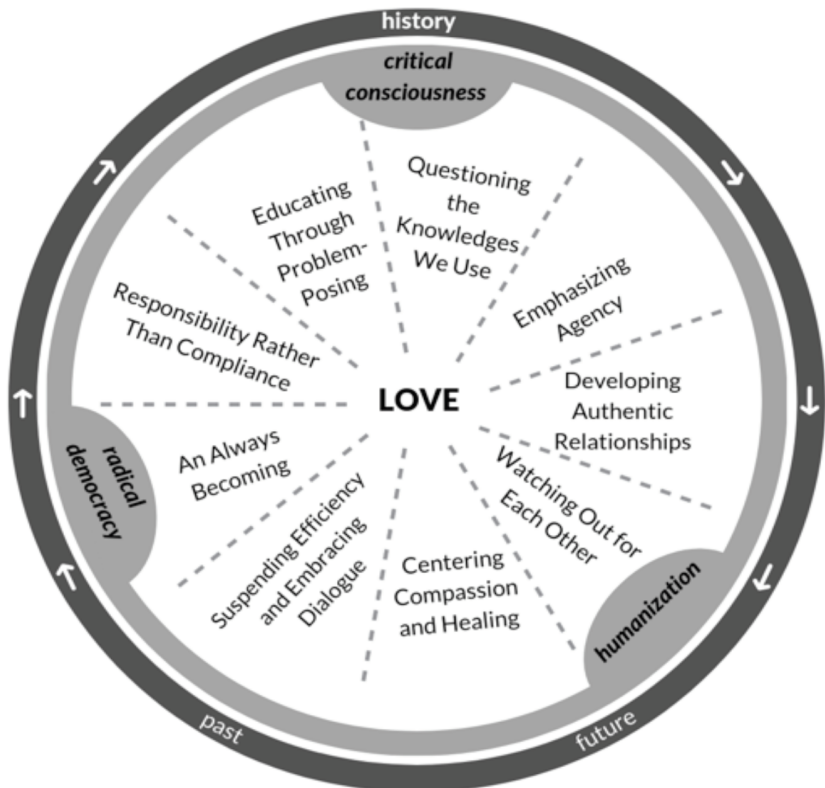 history
critical
consciousness
Questioning
the
Knowledges
We Use
Emphasizing
Agency
Developing
Authentic
Relationships
Watching Out for
Each Other
humanization
Centering
Compassion
and Healing
Suspending Efficiency
and Embracing
Dialogue
An Always
Becoming
radical
democracy
Responsibility Rather
Than Compliance
Educating
Through
Problem-
Posing
LOVE
past
future